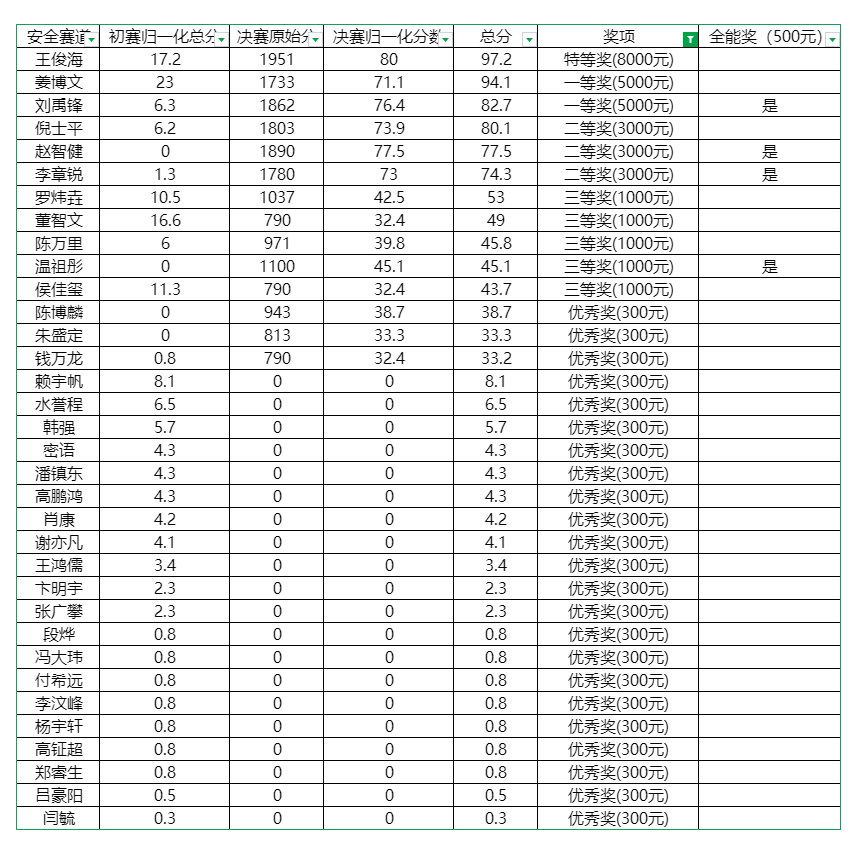 安全赛道 初赛归一化总分 决赛原始分 决赛归一化分数 总分 奖项 全能奖（500元）
王俊海 17.2 1951 80 97.2 特等奖(8000元)
姜博文 23 1733 71.1 94.1 一等奖(5000元)
刘禹锋 6.3 1862 76.4 82.7 一等奖(5000元) 是
倪士平 6.2 1803 73.9 80.1 二等奖(3000元)
赵智健 0 1890 77.5 77.5 二等奖(3000元) 是
李章锐 1.3 1780 73 74.3 二等奖(3000元) 是
罗炜垚 10.5 1037 42.5 53 三等奖(1000元)
董智文 16.6 790 32.4 49 三等奖(1000元)
陈万里 6 971 39.8 45.8 三等奖(1000元)
温祖彤 0 1100 45.1 45.1 三等奖(1000元) 是
侯佳玺 11.3 790 32.4 43.7 三等奖(1000元)
陈博麟 0 943 38.7 38.7 优秀奖(300元)
朱盛定 0 813 33.3 33.3 优秀奖(300元)
钱万龙 0.8 790 32.4 33.2 优秀奖(300元)
赖宇帆 8.1 0 0 8.1 优秀奖(300元)
水誉程 6.5 0 0 6.5 优秀奖(300元)
韩强 5.7 0 0 5.7 优秀奖(300元)
密语 4.3 0 0 4.3 优秀奖(300元)
潘镇东 4.3 0 0 4.3 优秀奖(300元)
高鹏鸿 4.3 0 0 4.3 优秀奖(300元)
肖康 4.2 0 0 4.2 优秀奖(300元)
谢亦凡 4.1 0 0 4.1 优秀奖(300元)
王鸿儒 3.4 0 0 3.4 优秀奖(300元)
卞明宇 2.3 0 0 2.3 优秀奖(300元)
张广攀 2.3 0 0 2.3 优秀奖(300元)
段烨 0.8 0 0 0.8 优秀奖(300元)
冯大玮 0.8 0 0 0.8 优秀奖(300元)
付希远 0.8 0 0 0.8 优秀奖(300元)
李汶峰 0.8 0 0 0.8 优秀奖(300元)
杨宇轩 0.8 0 0 0.8 优秀奖(300元)
高钲超 0.8 0 0 0.8 优秀奖(300元)
郑睿生 0.8 0 0 0.8 优秀奖(300元)
吕豪阳 0.5 0 0 0.5 优秀奖(300元)
闫毓 0.3 0 0 0.3 优秀奖(300元)